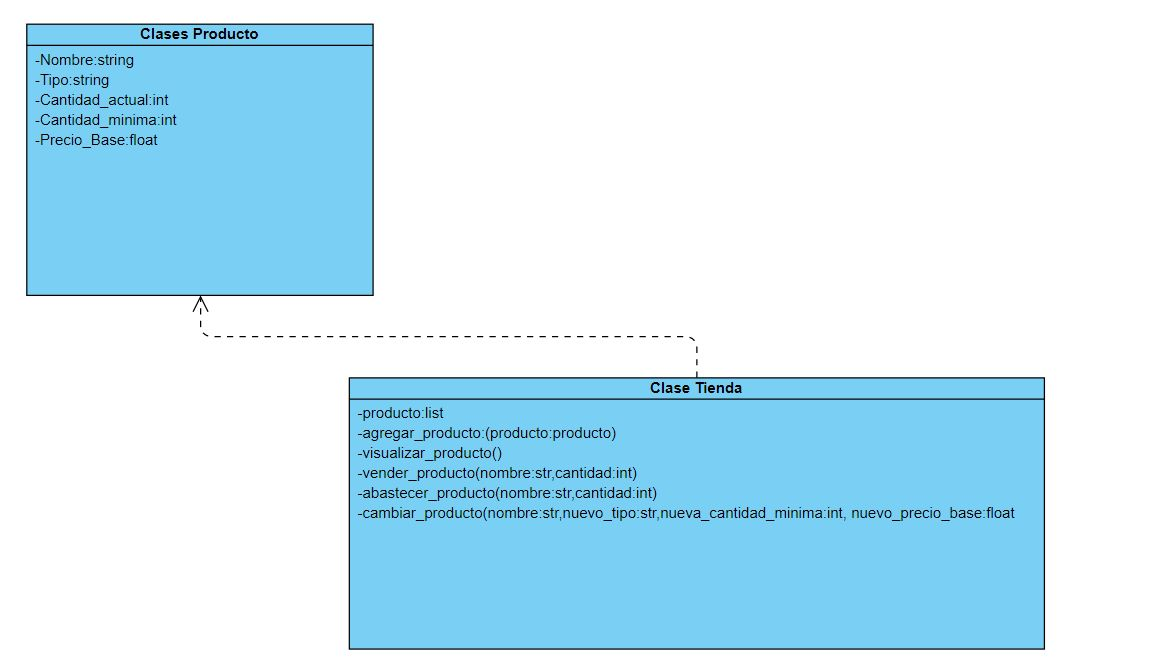 Clases Producto
-Nombre:string
-Tipo:string
-Cantidad_actual:int
-Cantidad_minima:int
-Precio_Base:float
Clase Tienda
-producto:list
-agregar_producto:(producto:producto)
-visualizar_producto()
-vender_producto(nombre:str,cantidad:int)
-abastecer_producto(nombre:str,cantidad:int)
-cambiar_producto(nombre:str,nuevo_tipo:str,nueva_cantidad_minima:int, nuevo_precio_base:float